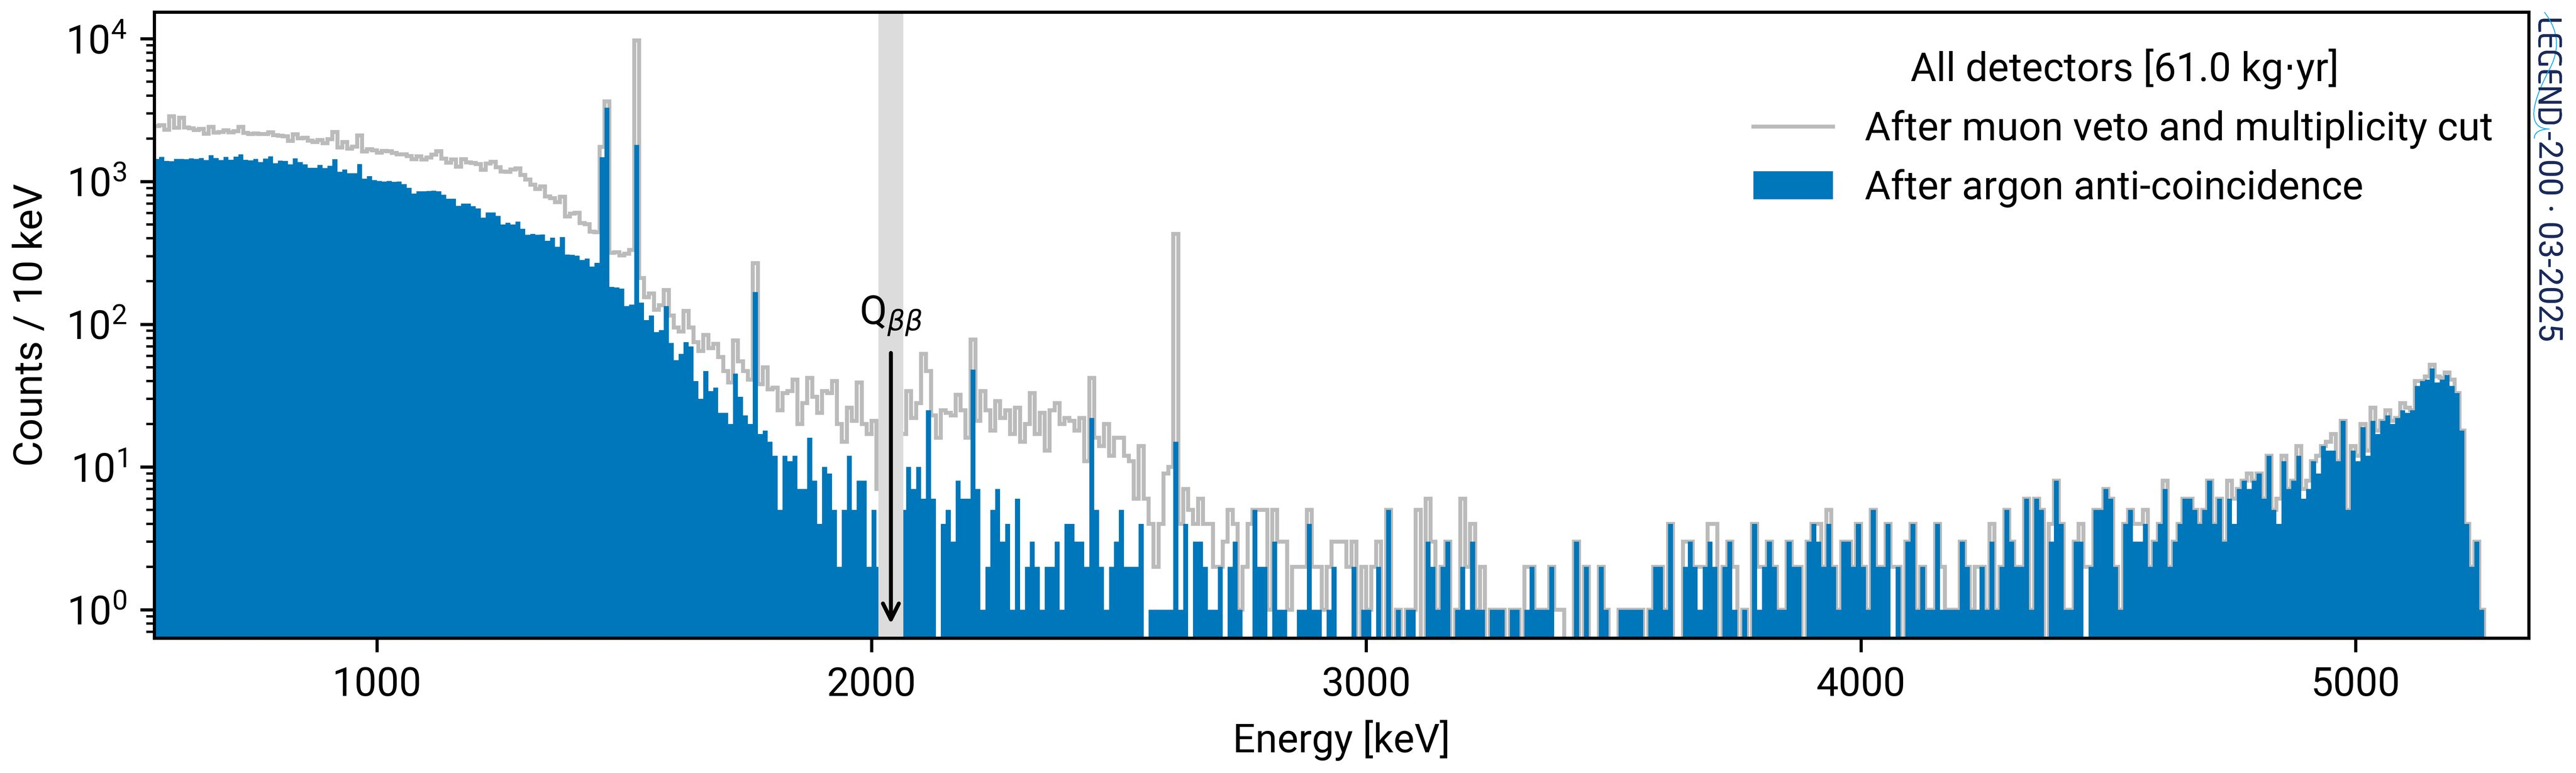 All detectors [61.0 kg·yr]
After muon veto and multiplicity cut
After argon anti-coincidence
Q_ββ
Counts / 10 keV
10⁴
10³
10²
10¹
10⁰
1000 2000 3000 4000 5000
Energy [keV]
LEGEND-200 · 03-2025